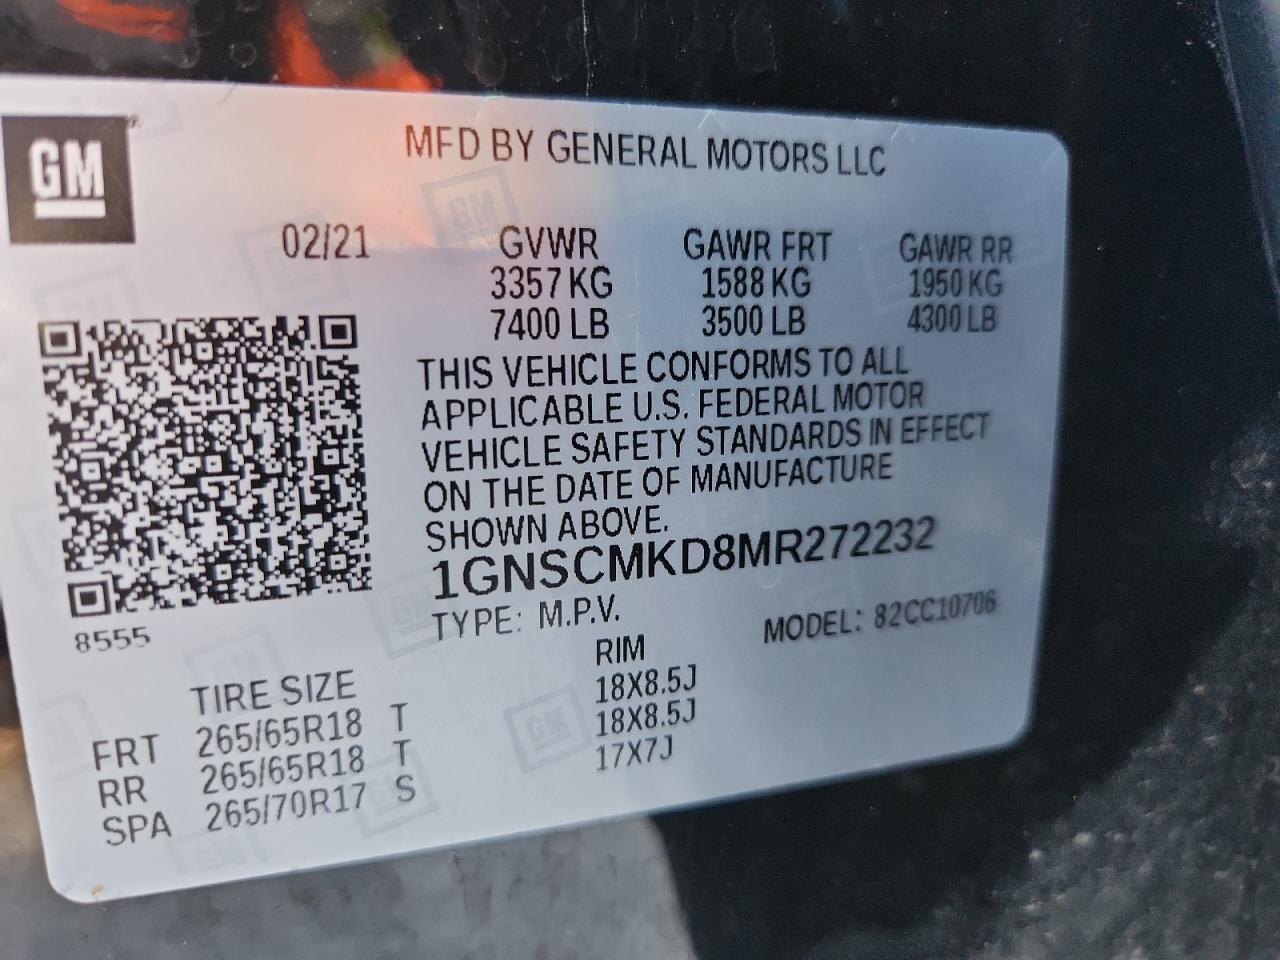 GM
MFD BY GENERAL MOTORS LLC
02/21 GVWR GAWR FRT GAWR RR
3357 KG 1588 KG 1950 KG
7400 LB 3500 LB 4300 LB
THIS VEHICLE CONFORMS TO ALL
APPLICABLE U.S. FEDERAL MOTOR
VEHICLE SAFETY STANDARDS IN EFFECT
ON THE DATE OF MANUFACTURE
SHOWN ABOVE.
1GNSCMKD8MR272232
8555
TYPE: M.P.V. MODEL: 82CC10706
TIRE SIZE RIM
FRT 265/65R18 T 18X8.5J
RR 265/65R18 T 18X8.5J
SPA 265/70R17 S 17X7J